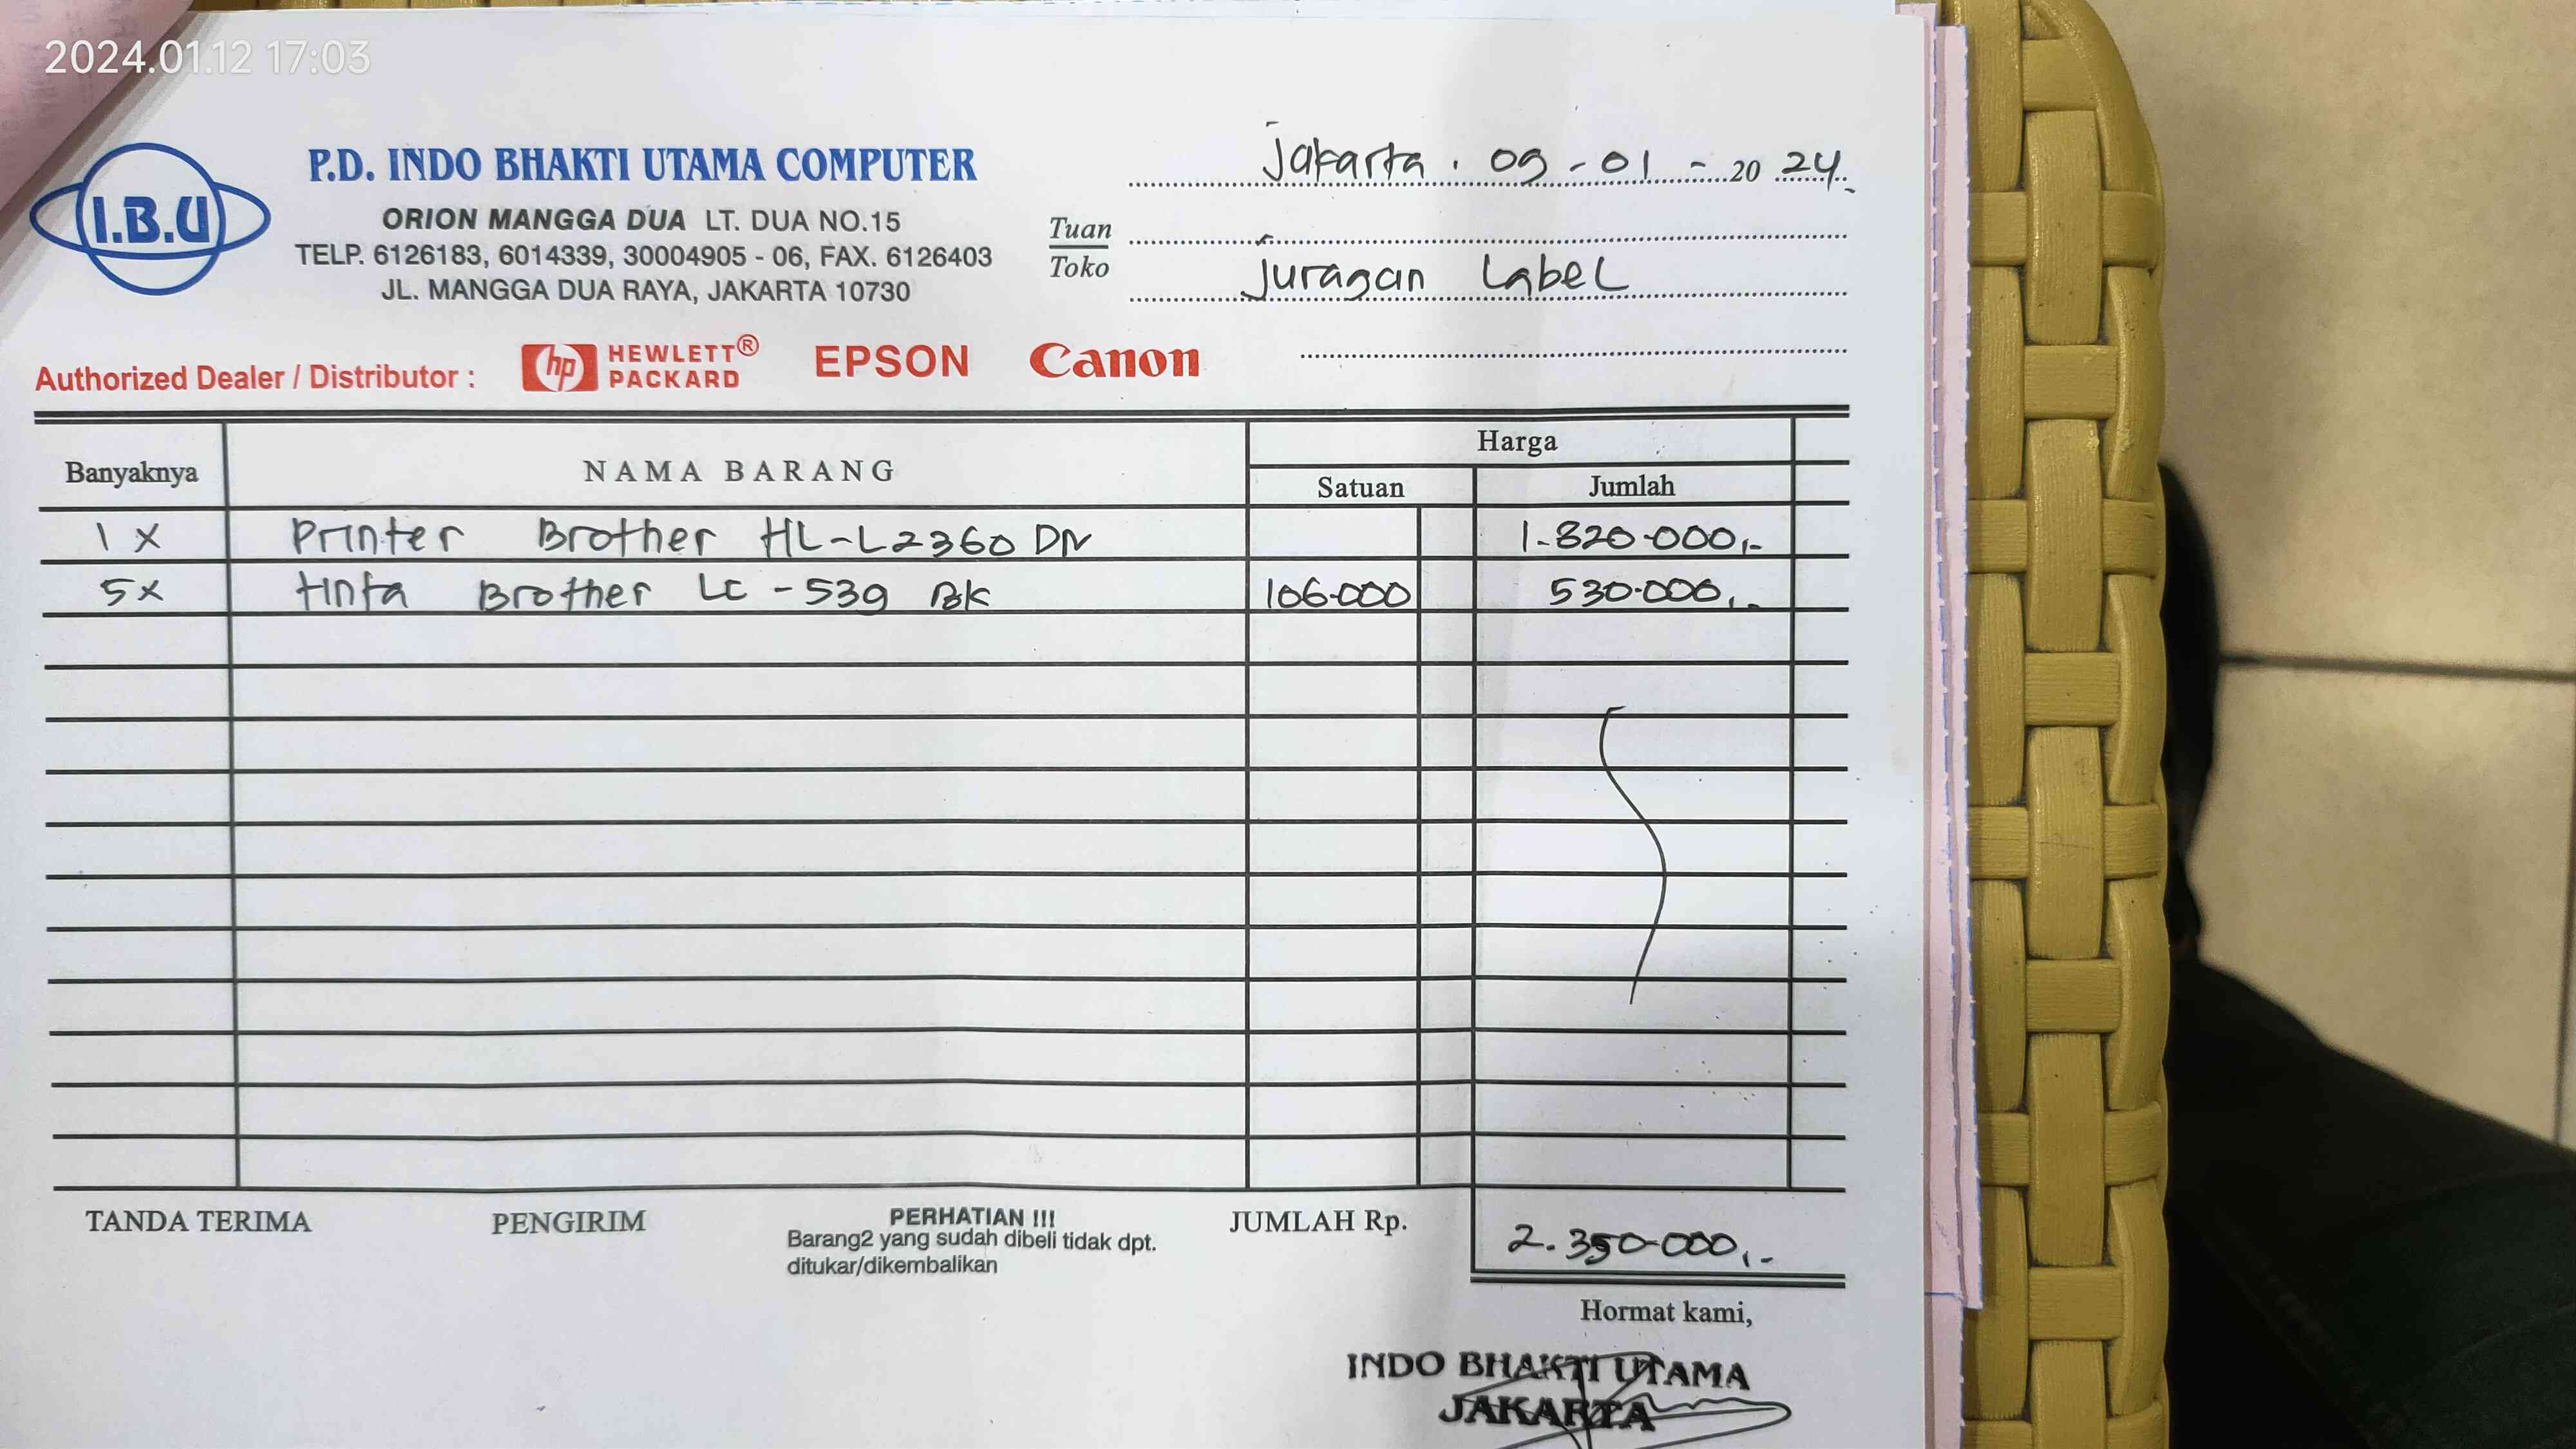 2024.01.12 17:03
I.B.U
P.D. INDO BHAKTI UTAMA COMPUTER
ORION MANGGA DUA LT. DUA NO.15
TELP. 6126183, 6014339, 30004905 - 06, FAX. 6126403
JL. MANGGA DUA RAYA, JAKARTA 10730
Jakarta . 09 - 01 - 20 24.
Tuan
Toko
Juragan Label
Authorized Dealer / Distributor : hp HEWLETT® PACKARD EPSON Canon
Banyaknya NAMA BARANG Harga
Satuan Jumlah
1 x Printer Brother HL-L2360 DN 1.820.000,-
5x tinta Brother LC - 539 BK 106.000 530.000,-
TANDA TERIMA PENGIRIM PERHATIAN !!! JUMLAH Rp. 2.350.000,-
Barang2 yang sudah dibeli tidak dpt.
ditukar/dikembalikan
Hormat kami,
INDO BHAKTI UTAMA
JAKARTA